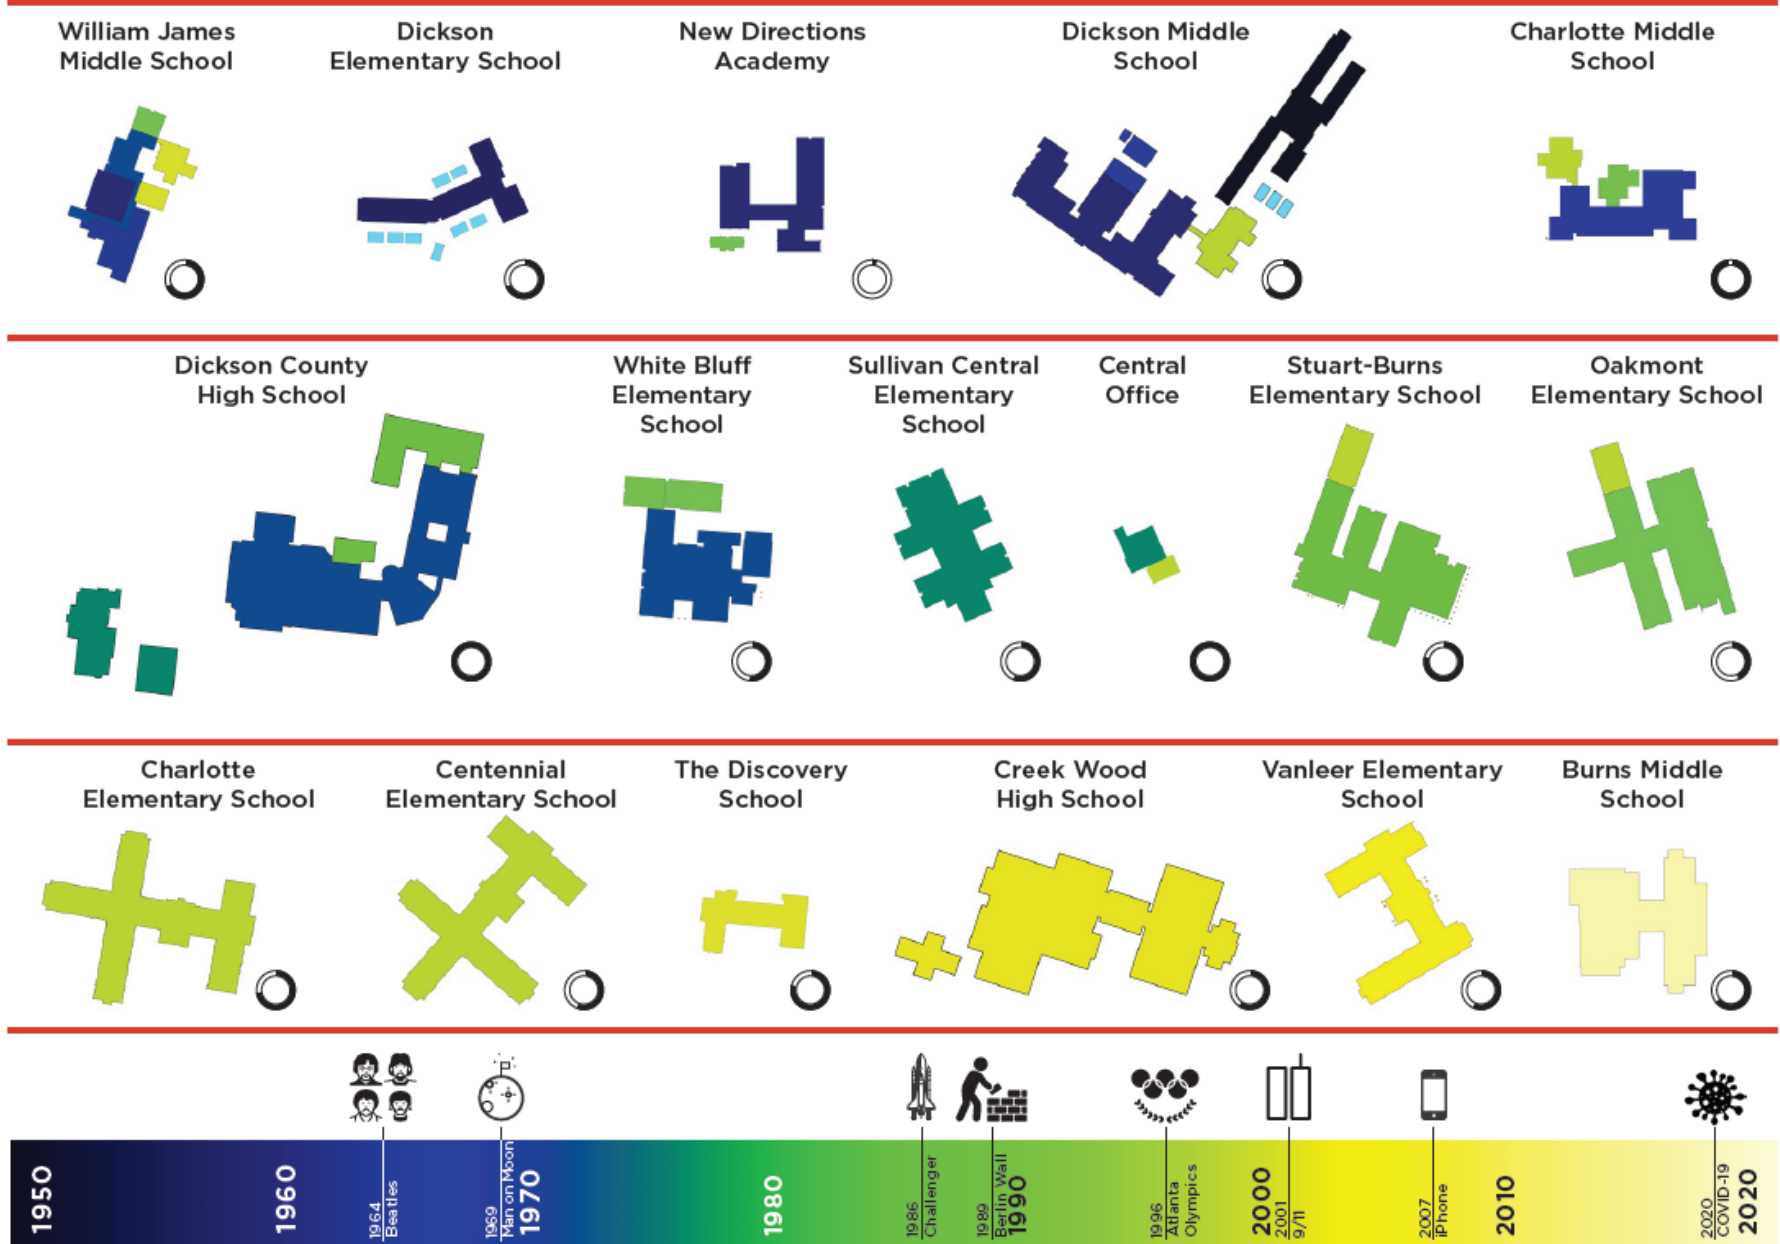 William James
Middle School
Dickson
Elementary School
New Directions
Academy
Dickson Middle
School
Charlotte Middle
School
Dickson County
High School
White Bluff
Elementary
School
Sullivan Central
Elementary
School
Central
Office
Stuart-Burns
Elementary School
Oakmont
Elementary School
Charlotte
Elementary School
Centennial
Elementary School
The Discovery
School
Creek Wood
High School
Vanleer Elementary
School
Burns Middle
School
1950
1960
1964
Beatles
1969
Man on Moon
1970
1980
1986
Challenger
1989
Berlin Wall
1990
1996
Atlanta
Olympics
2000
2001
9/11
2007
iPhone
2010
2020
COVID-19
2020